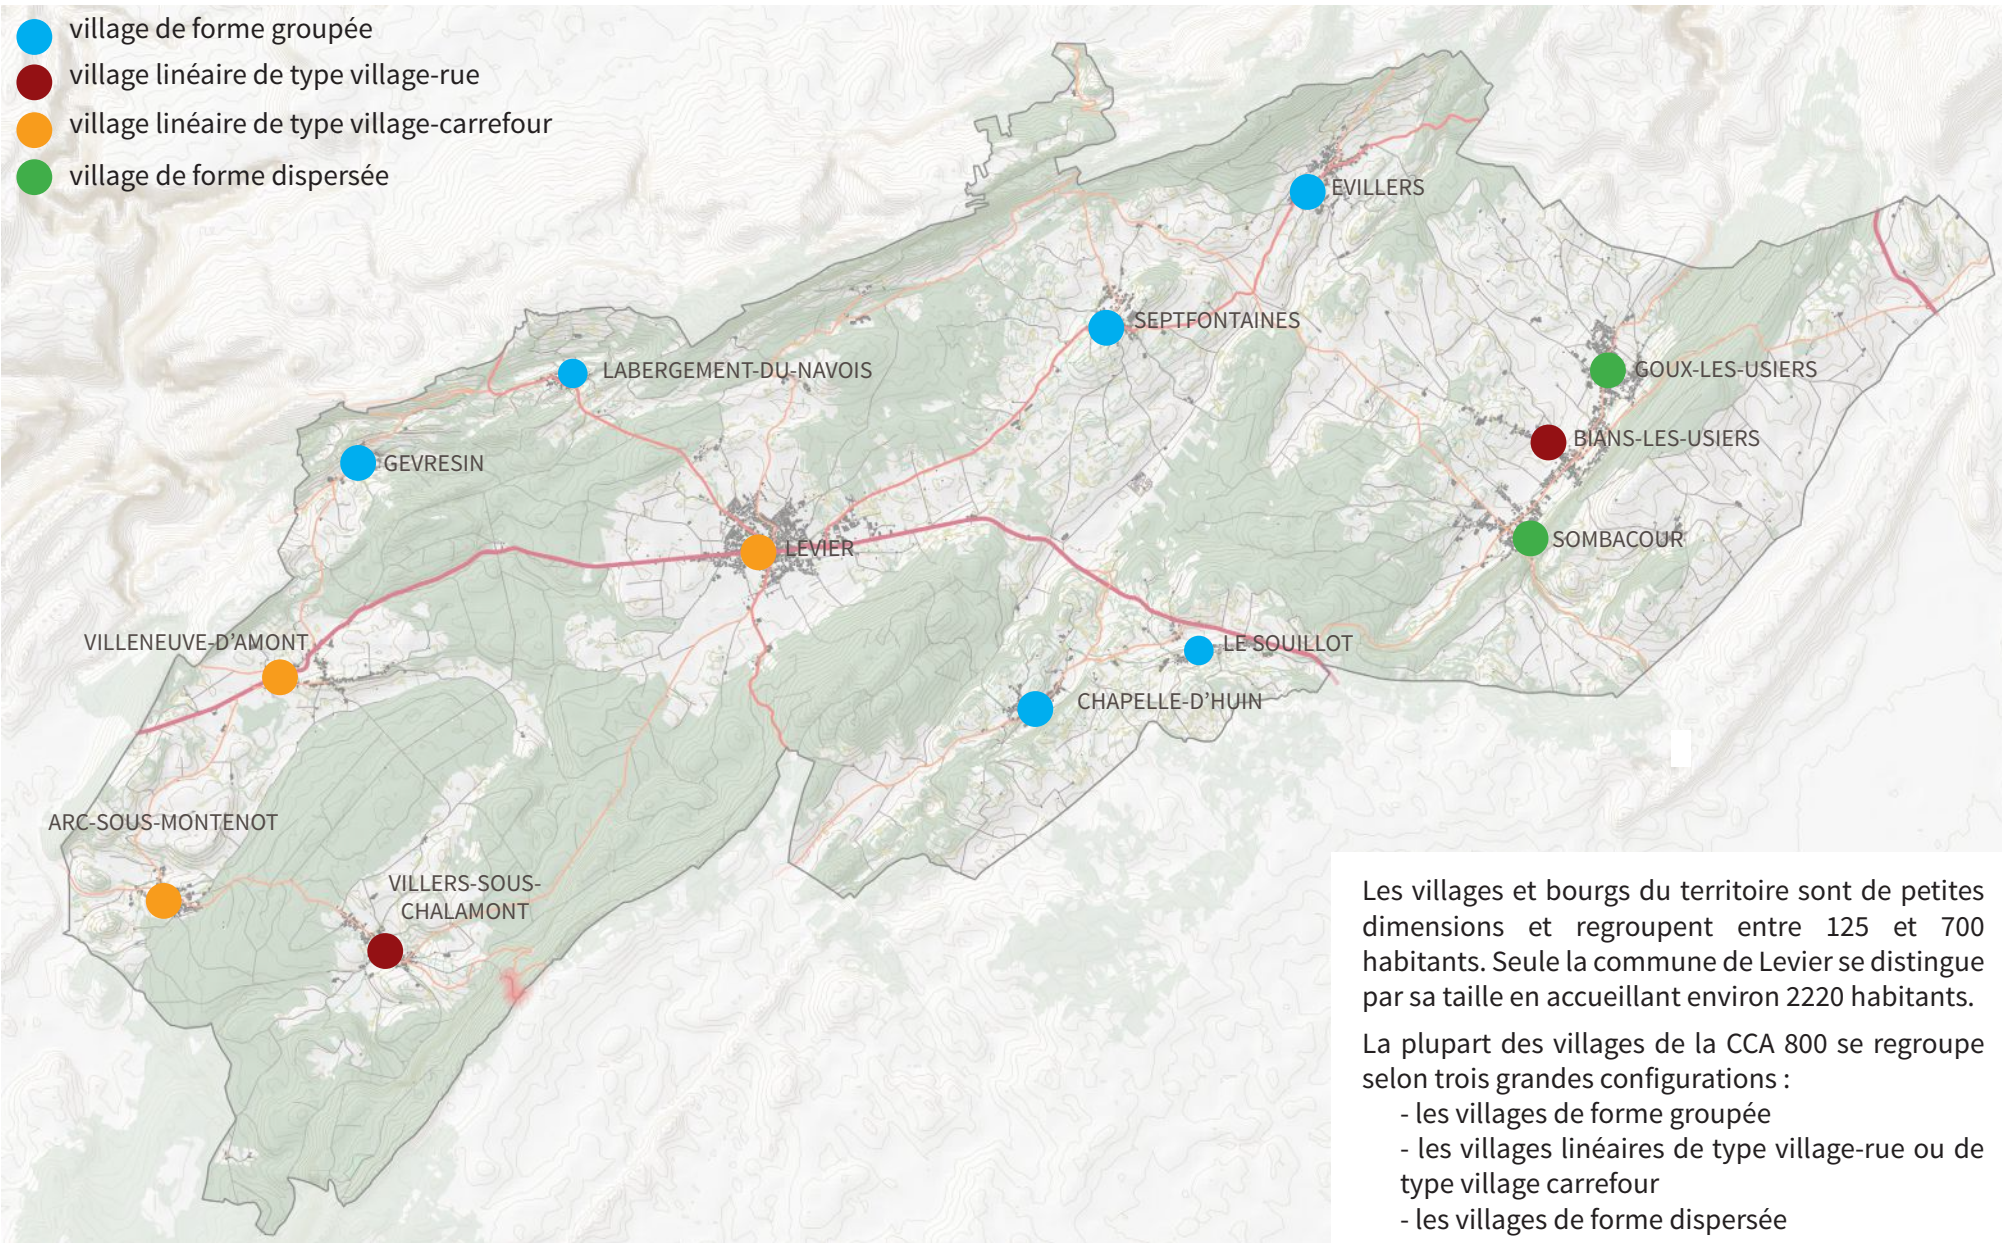 village de forme groupée
village linéaire de type village-rue
village linéaire de type village-carrefour
village de forme dispersée
EVILLERS
SEPTFONTAINES
LABERGEMENT-DU-NAVOIS
GOUX-LES-USIERS
BIANS-LES-USIERS
GEVRESIN
LEVIER
SOMBACOUR
VILLENEUVE-D'AMONT
LE SOUILLOT
CHAPELLE-D'HUIN
ARC-SOUS-MONTENOT
VILLERS-SOUS-
CHALAMONT
Les villages et bourgs du territoire sont de petites
dimensions et regroupent entre 125 et 700
habitants. Seule la commune de Levier se distingue
par sa taille en accueillant environ 2220 habitants.
La plupart des villages de la CCA 800 se regroupe
selon trois grandes configurations :
- les villages de forme groupée
- les villages linéaires de type village-rue ou de
type village carrefour
- les villages de forme dispersée